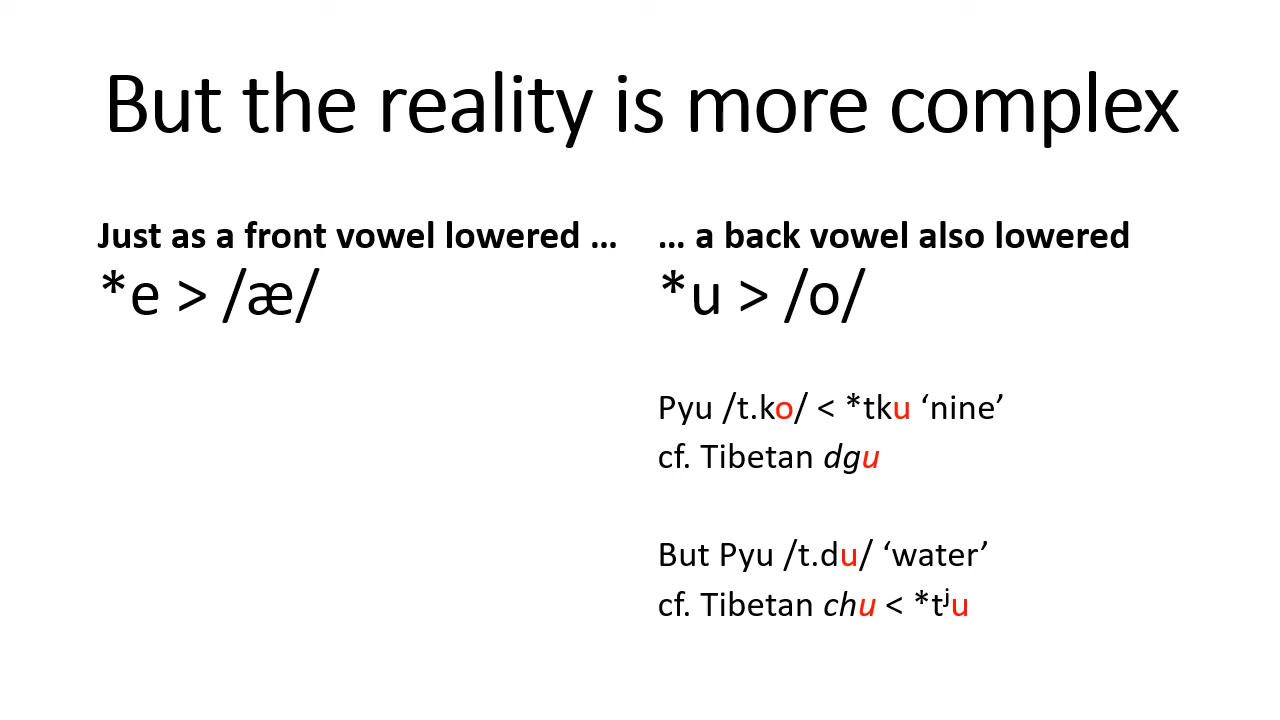 But the reality is more complex
Just as a front vowel lowered …
*e > /æ/
… a back vowel also lowered
*u > /o/
Pyu /t.ko/ < *tku ‘nine’
cf. Tibetan dgu
But Pyu /t.du/ ‘water’
cf. Tibetan chu < *tʲu